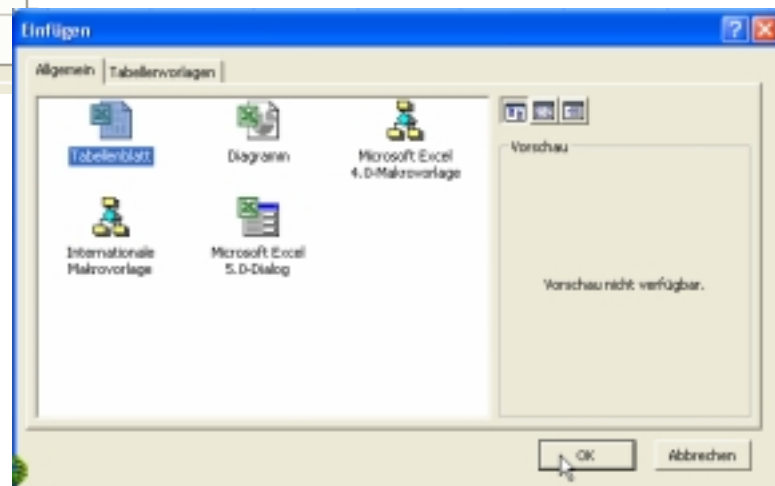 Einfügen
Allgemein
Tabellenvorlagen
Tabellenblatt
Diagramm
Microsoft Excel
4.0-Makrovorlage
Internationale
Makrovorlage
Microsoft Excel
5.0-Dialog
Vorschau
Vorschau nicht verfügbar.
OK
Abbrechen